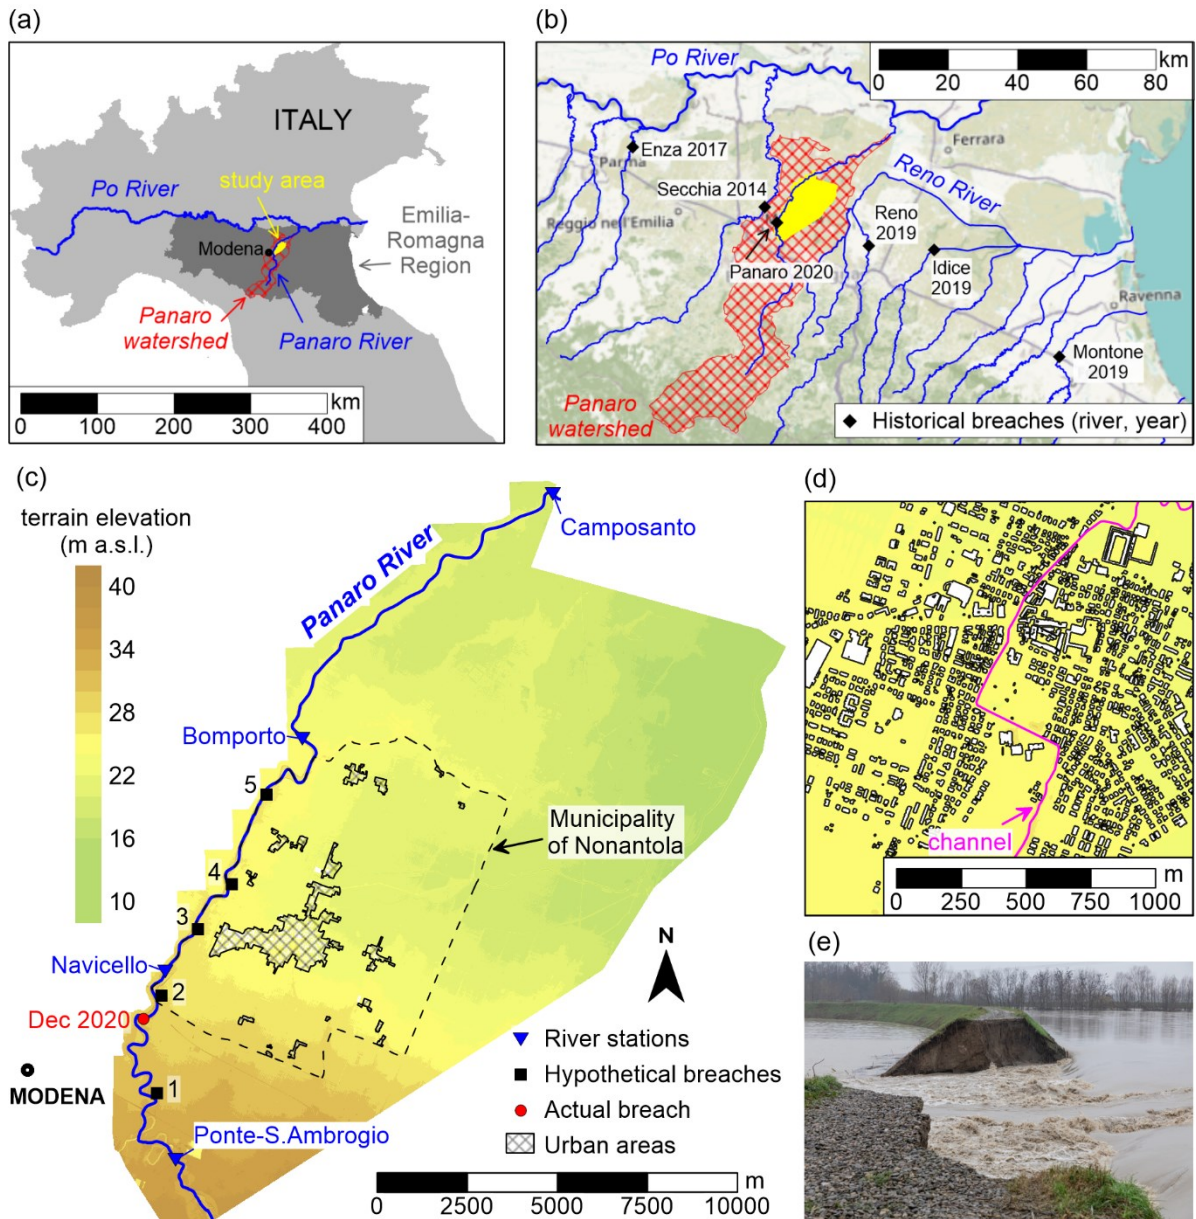 (a)
ITALY
Po River
study area
Modena
Emilia-
Romagna
Region
Panaro
watershed
Panaro River
km
0 100 200 300 400
(b)
km
0 20 40 60 80
Po River
Ferrara
Enza 2017
Parma
Secchia 2014
Reno River
Reggio nell'Emilia
Reno
2019
Panaro 2020
Idice
2019
Ravenna
Montone
2019
Panaro
watershed
Historical breaches (river, year)
(c)
terrain elevation
(m a.s.l.)
40
34
28
22
16
10
Camposanto
Panaro River
Bomporto
5
Municipality
of Nonantola
4
3
Navicello
2
Dec 2020
MODENA
1
Ponte-S.Ambrogio
N
River stations
Hypothetical breaches
Actual breach
Urban areas
m
0 2500 5000 7500 10000
(d)
channel
m
0 250 500 750 1000
(e)